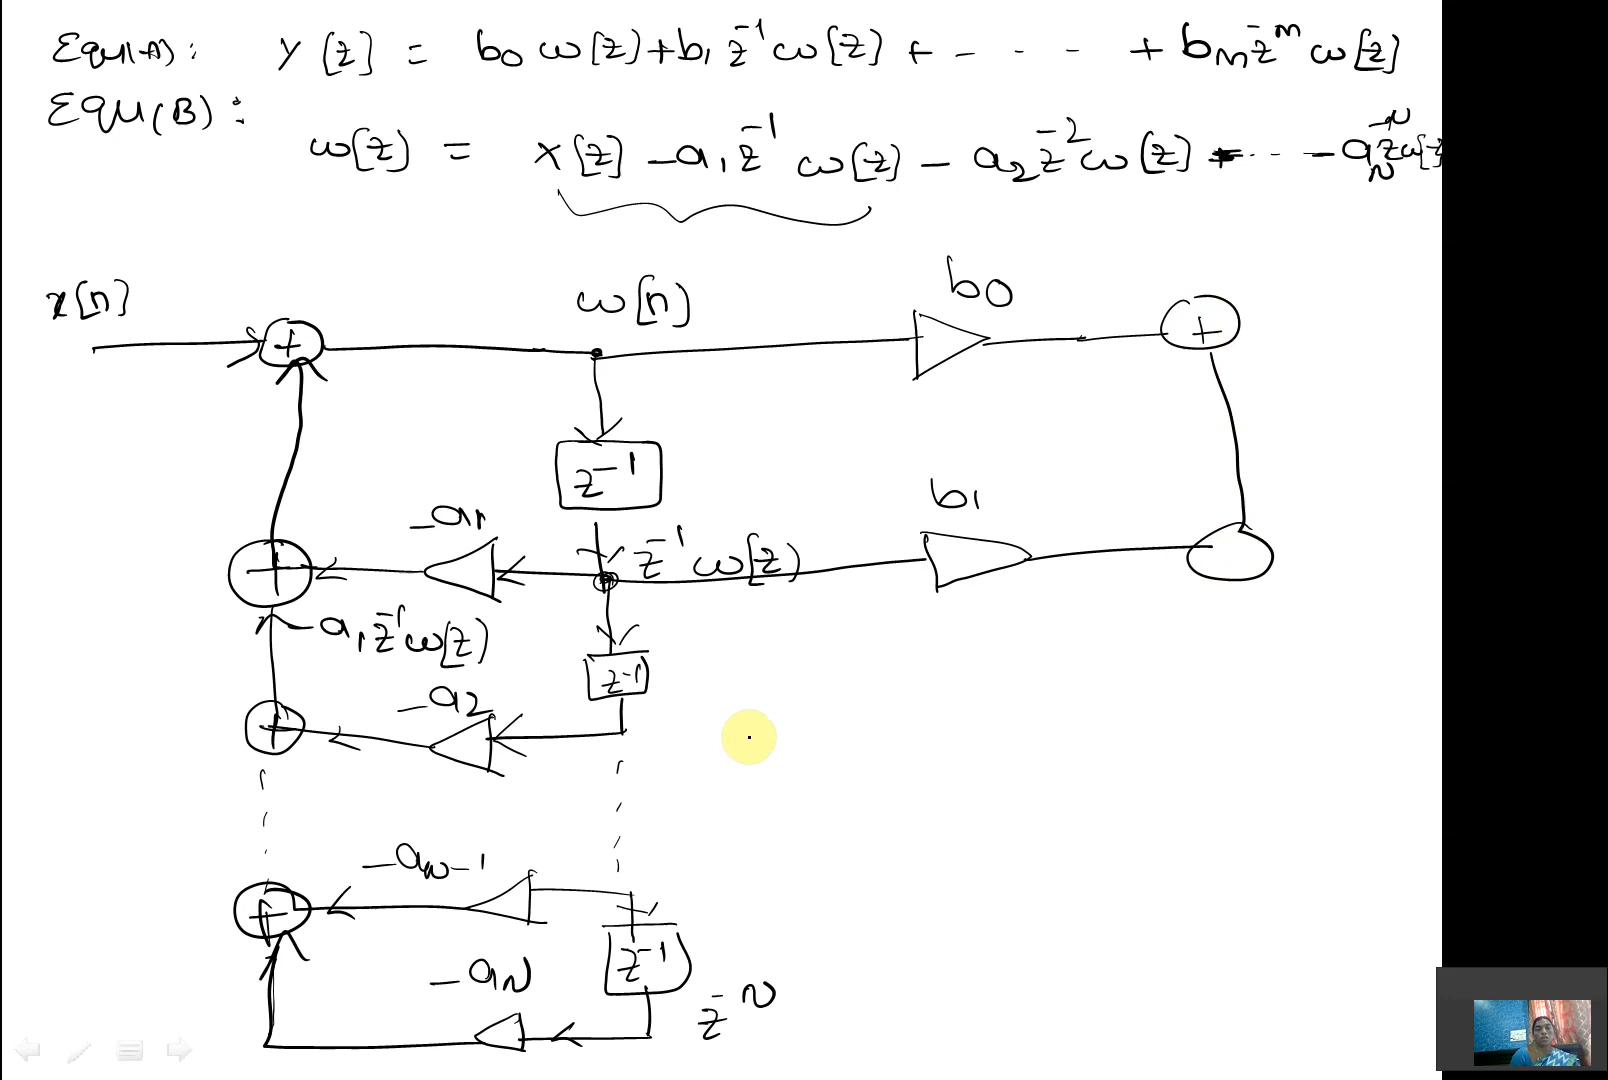 Equ(A): Y[z] = b0 ω[z] + b1 z^-1 ω[z] + - · · - + bm z^-m ω[z]
Equ(B):
ω[z] = x[z] - a1 z^-1 ω[z] - a2 z^-2 ω[z] - · · · - aN z^-N ω[z]
x[n]
ω[n]
b0
+
+
z^-1
-a1
b1
z^-1 ω[z]
+
-a1 z^-1 ω[z]
z^-1
-a2
+
-aN-1
+
z^-1
-aN
z^-N